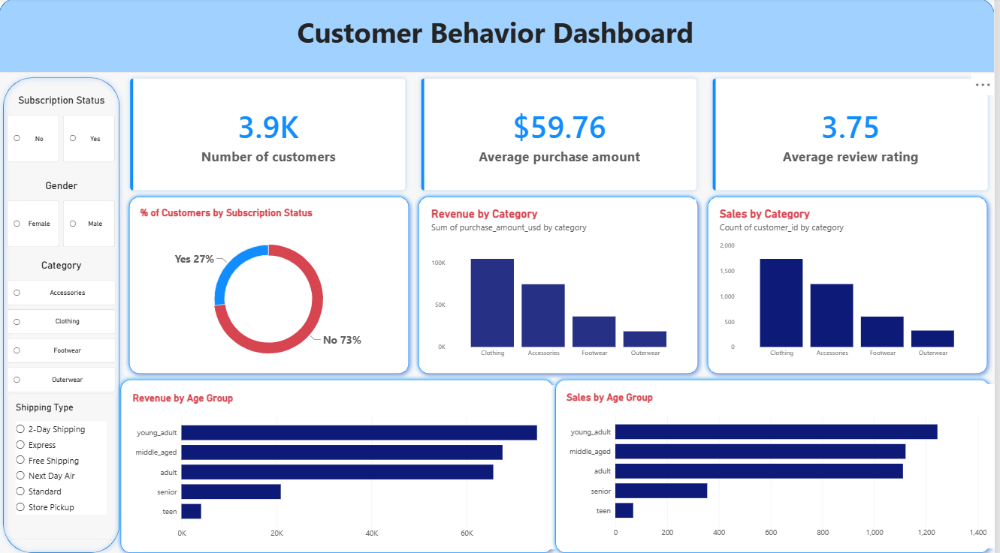 Customer Behavior Dashboard
Subscription Status
No
Yes
Gender
Female
Male
Category
Accessories
Clothing
Footwear
Outerwear
Shipping Type
2-Day Shipping
Express
Free Shipping
Next Day Air
Standard
Store Pickup
3.9K
Number of customers
$59.76
Average purchase amount
3.75
Average review rating
% of Customers by Subscription Status
Yes 27%
No 73%
Revenue by Category
Sum of purchase_amount_usd by category
100K
50K
0K
Clothing Accessories Footwear Outerwear
Sales by Category
Count of customer_id by category
2,000
1,500
1,000
500
0
Clothing Accessories Footwear Outerwear
Revenue by Age Group
young_adult
middle_aged
adult
senior
teen
0K 20K 40K 60K
Sales by Age Group
young_adult
middle_aged
adult
senior
teen
0 200 400 600 800 1,000 1,200 1,400